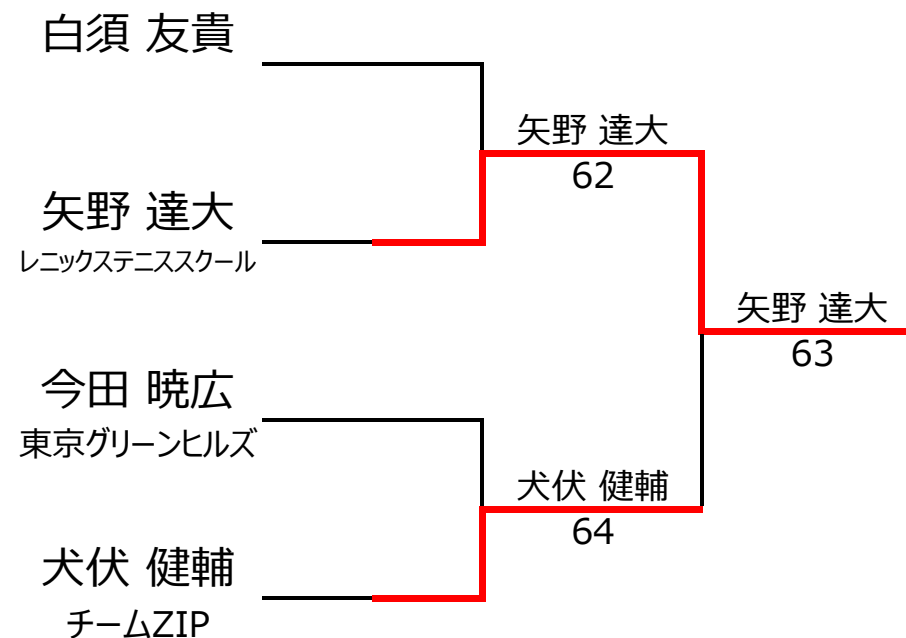 白須 友貴
矢野 達大
62
矢野 達大
レニックステニススクール
矢野 達大
63
今田 暁広
東京グリーンヒルズ
犬伏 健輔
64
犬伏 健輔
チームZIP